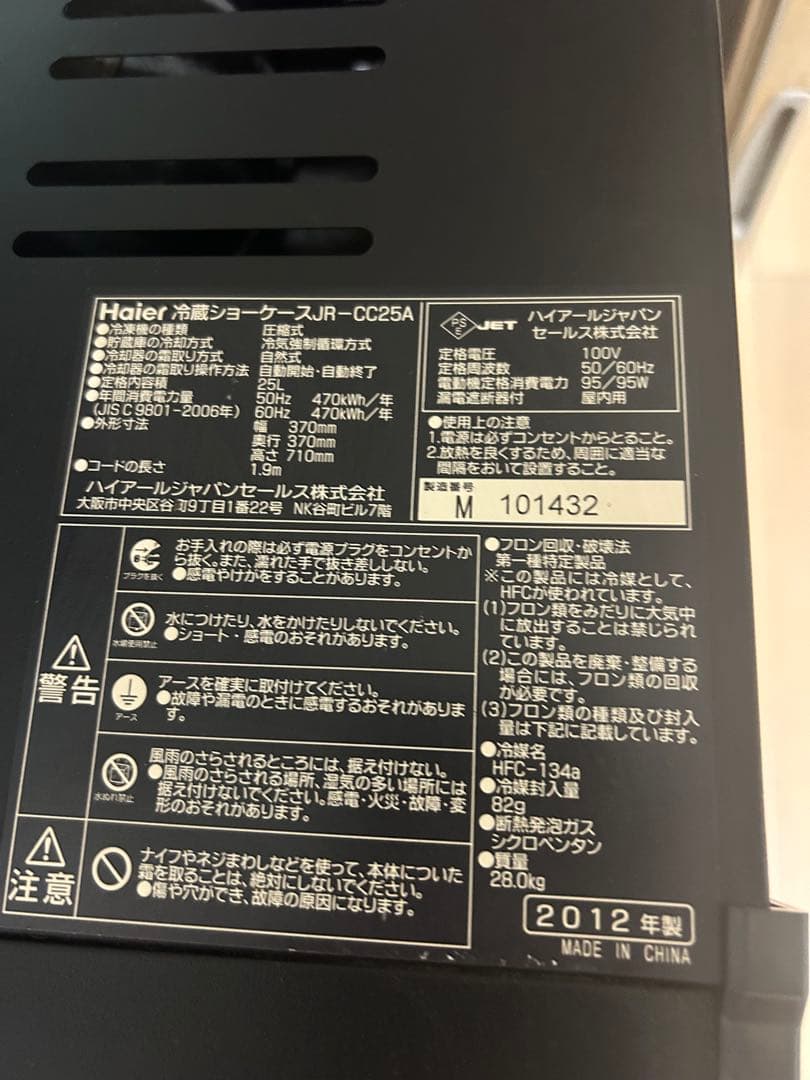 Haier 冷蔵ショーケースJR-CC25A
●冷凍機の種類 圧縮式
●貯蔵庫の冷却方式 冷気強制循環方式
●冷却器の霜取り方式 自然式
●冷却器の霜取り操作方法 自動開始・自動終了
●定格内容積 25L
●年間消費電力量 50Hz 470kWh/年
(JIS C 9801-2006年) 60Hz 470kWh/年
●外形寸法 幅 370mm
奥行 370mm
高さ 710mm
●コードの長さ 1.9m
ハイアールジャパンセールス株式会社
大阪市中央区谷町9丁目1番22号 NK谷町ビル7階
PS
E
JET
ハイアールジャパン
セールス株式会社
定格電圧 100V
定格周波数 50/60Hz
電動機定格消費電力 95/95W
漏電遮断器付 屋内用
●使用上の注意
1.電源は必ずコンセントからとること。
2.放熱を良くするため、周囲に適当な
間隔をおいて設置すること。
製造番号
M 101432
警告
プラグを抜く
お手入れの際は必ず電源プラグをコンセントか
ら抜く。また、濡れた手で抜き差ししない。
●感電やけがをすることがあります。
水場使用禁止
水につけたり、水をかけたりしないでください。
●ショート・感電のおそれがあります。
アース
アースを確実に取付けてください。
●故障や漏電のときに感電するおそれがありま
す。
水ぬれ禁止
風雨のさらされるところには、据え付けない。
●風雨のさらされる場所、湿気の多い場所には
据え付けないでください。感電・火災・故障・変
形のおそれがあります。
注意
ナイフやネジまわしなどを使って、本体についた
霜を取ることは、絶対にしないでください。
●傷や穴ができ、故障の原因になります。
●フロン回収・破壊法
第一種特定製品
※この製品には冷媒として、
HFCが使われています。
(1)フロン類をみだりに大気中
に放出することは禁じられ
ています。
(2)この製品を廃棄・整備する
場合には、フロン類の回収
が必要です。
(3)フロン類の種類及び封入
量は下記に記載しています。
●冷媒名
HFC-134a
●冷媒封入量
82g
●断熱発泡ガス
シクロペンタン
●質量
28.0kg
2012年製
MADE IN CHINA